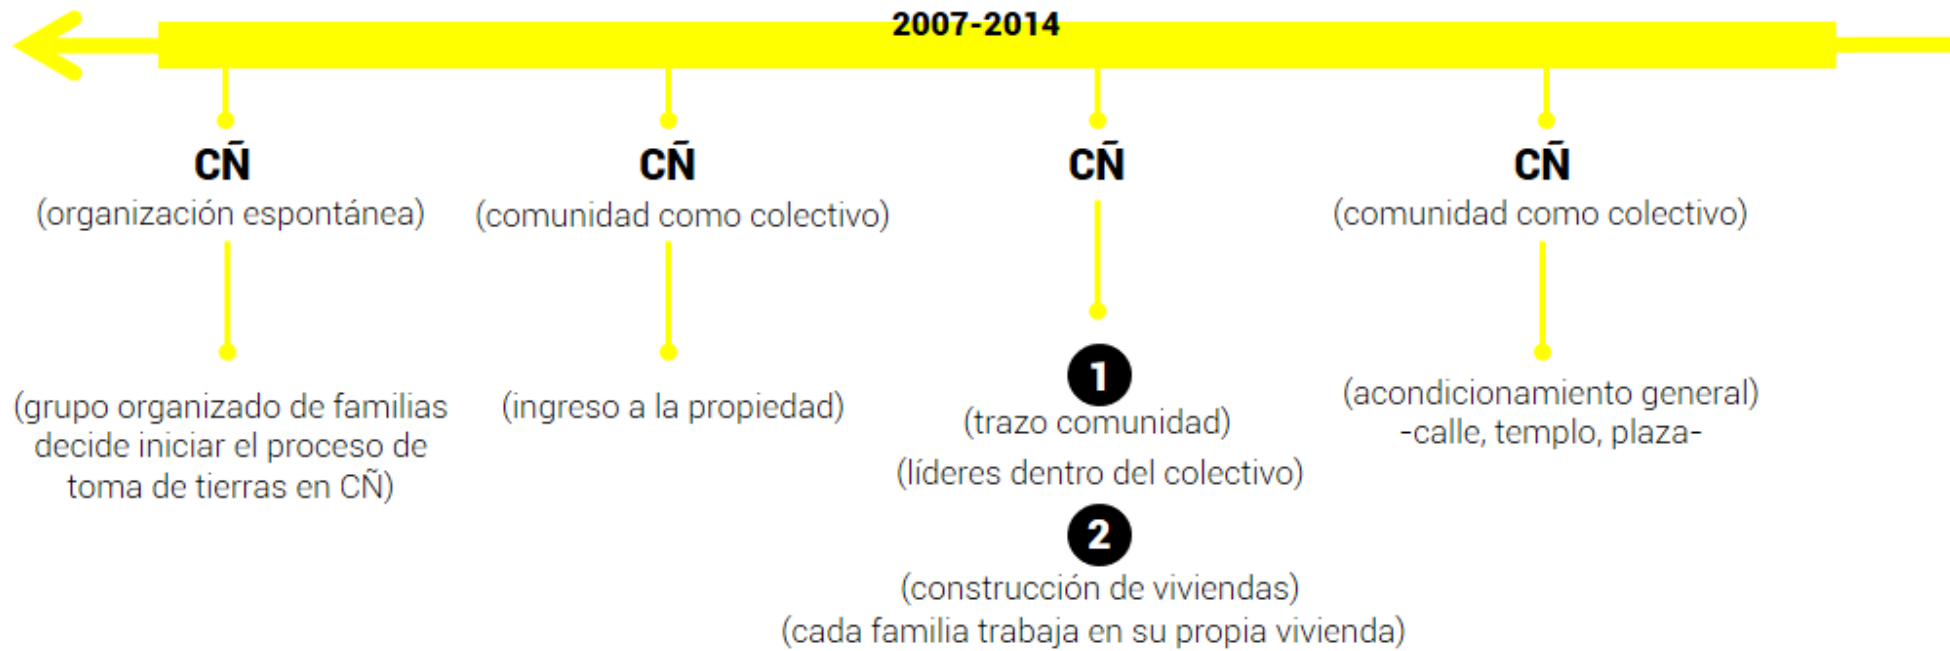 2007-2014
CÑ
(organización espontánea)
(grupo organizado de familias
decide iniciar el proceso de
toma de tierras en CÑ)
CÑ
(comunidad como colectivo)
(ingreso a la propiedad)
CÑ
1
(trazo comunidad)
(líderes dentro del colectivo)
2
(construcción de viviendas)
(cada familia trabaja en su propia vivienda)
CÑ
(comunidad como colectivo)
(acondicionamiento general)
-calle, templo, plaza-